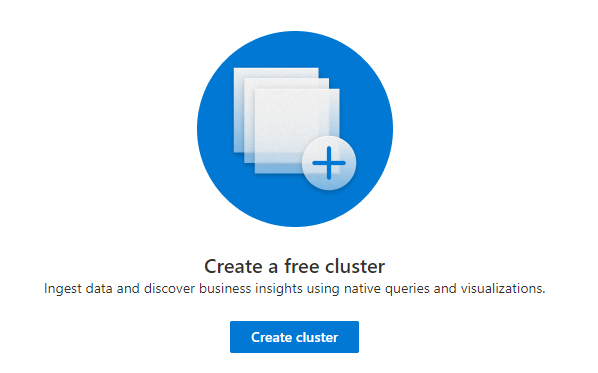 Create a free cluster
Ingest data and discover business insights using native queries and visualizations.
Create cluster